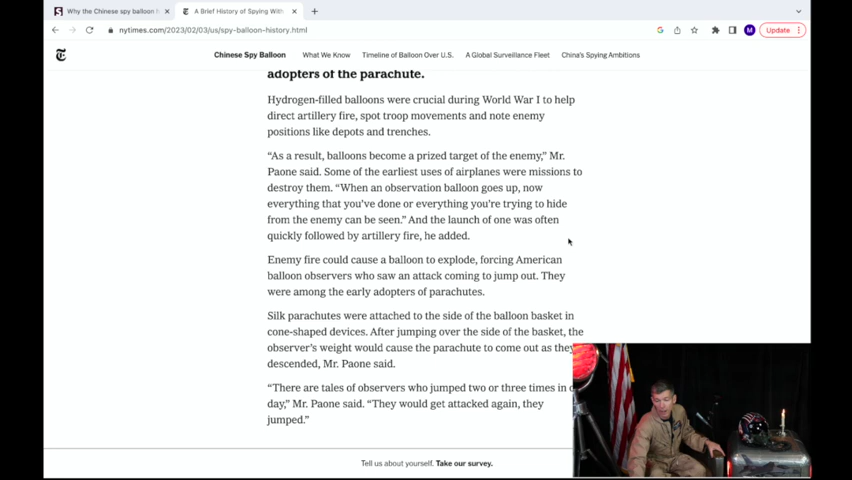 Why the Chinese spy balloon h
A Brief History of Spying With
nytimes.com/2023/02/03/us/spy-balloon-history.html
Update
Chinese Spy Balloon
What We Know
Timeline of Balloon Over U.S.
A Global Surveillance Fleet
China's Spying Ambitions
adopters of the parachute.
Hydrogen-filled balloons were crucial during World War I to help
direct artillery fire, spot troop movements and note enemy
positions like depots and trenches.
“As a result, balloons become a prized target of the enemy,” Mr.
Paone said. Some of the earliest uses of airplanes were missions to
destroy them. “When an observation balloon goes up, now
everything that you’ve done or everything you’re trying to hide
from the enemy can be seen.” And the launch of one was often
quickly followed by artillery fire, he added.
Enemy fire could cause a balloon to explode, forcing American
balloon observers who saw an attack coming to jump out. They
were among the early adopters of parachutes.
Silk parachutes were attached to the side of the balloon basket in
cone-shaped devices. After jumping over the side of the basket, the
observer’s weight would cause the parachute to come out as they
descended, Mr. Paone said.
“There are tales of observers who jumped two or three times in
day,” Mr. Paone said. “They would get attacked again, they
jumped.”
Tell us about yourself. Take our survey.